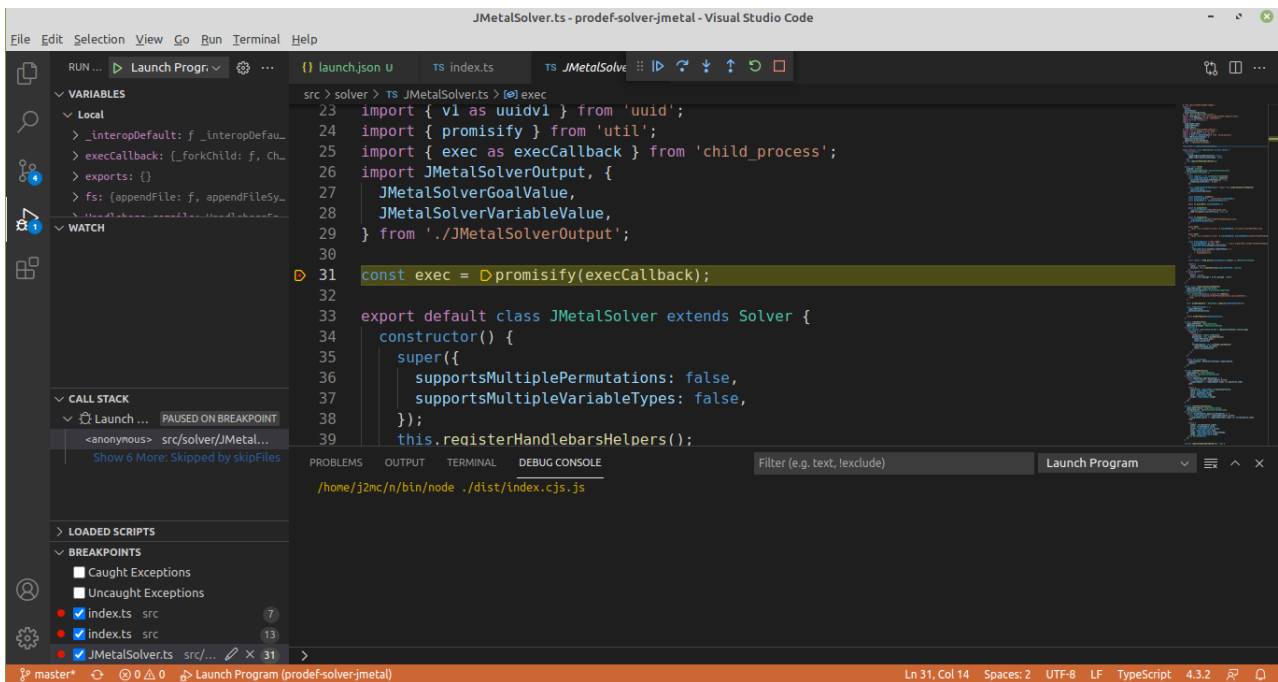 JMetalSolver.ts - prodef-solver-jmetal - Visual Studio Code
File Edit Selection View Go Run Terminal Help
RUN ... Launch Progra
{} launch.json U
TS index.ts
TS JMetalSolve
VARIABLES
Local
_interopDefault: ƒ _interopDefau…
execCallback: {_forkChild: ƒ, Ch…
exports: {}
fs: {appendFile: ƒ, appendFileSy…
WATCH
CALL STACK
Launch ... PAUSED ON BREAKPOINT
<anonymous> src/solver/JMetal...
Show 6 More: Skipped by skipFiles
LOADED SCRIPTS
BREAKPOINTS
Caught Exceptions
Uncaught Exceptions
index.ts src 7
index.ts src 13
JMetalSolver.ts src/... 31
4
1
src > solver > TS JMetalSolver.ts > exec
23 import { v1 as uuidv1 } from 'uuid';
24 import { promisify } from 'util';
25 import { exec as execCallback } from 'child_process';
26 import JMetalSolverOutput, {
27 JMetalSolverGoalValue,
28 JMetalSolverVariableValue,
29 } from './JMetalSolverOutput';
30
31 const exec = promisify(execCallback);
32
33 export default class JMetalSolver extends Solver {
34 constructor() {
35 super({
36 supportsMultiplePermutations: false,
37 supportsMultipleVariableTypes: false,
38 });
39 this.registerHandlebarsHelpers();
PROBLEMS OUTPUT TERMINAL DEBUG CONSOLE
Filter (e.g. text, !exclude)
Launch Program
/home/j2mc/n/bin/node ./dist/index.cjs.js
>
master* 0 0 Launch Program (prodef-solver-jmetal)
Ln 31, Col 14 Spaces: 2 UTF-8 LF TypeScript 4.3.2